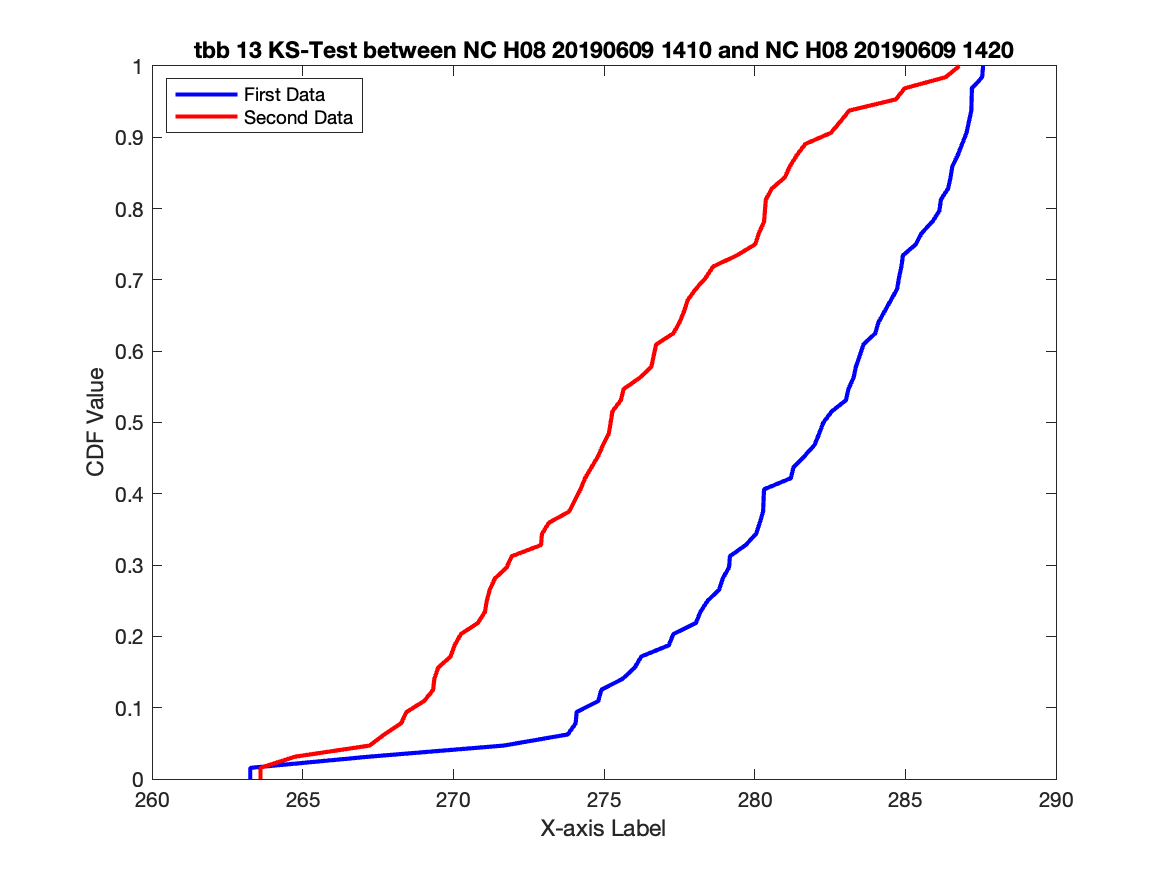 tbb 13 KS-Test between NC H08 20190609 1410 and NC H08 20190609 1420
First Data
Second Data
1
0.9
0.8
0.7
0.6
0.5
0.4
0.3
0.2
0.1
0
CDF Value
260 265 270 275 280 285 290
X-axis Label